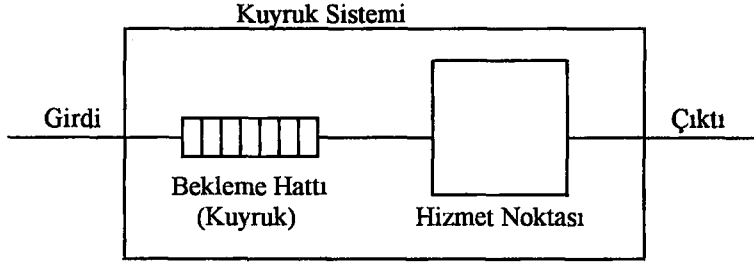 Kuyruk Sistemi
Girdi
Çıktı
Bekleme Hattı
(Kuyruk)
Hizmet Noktası